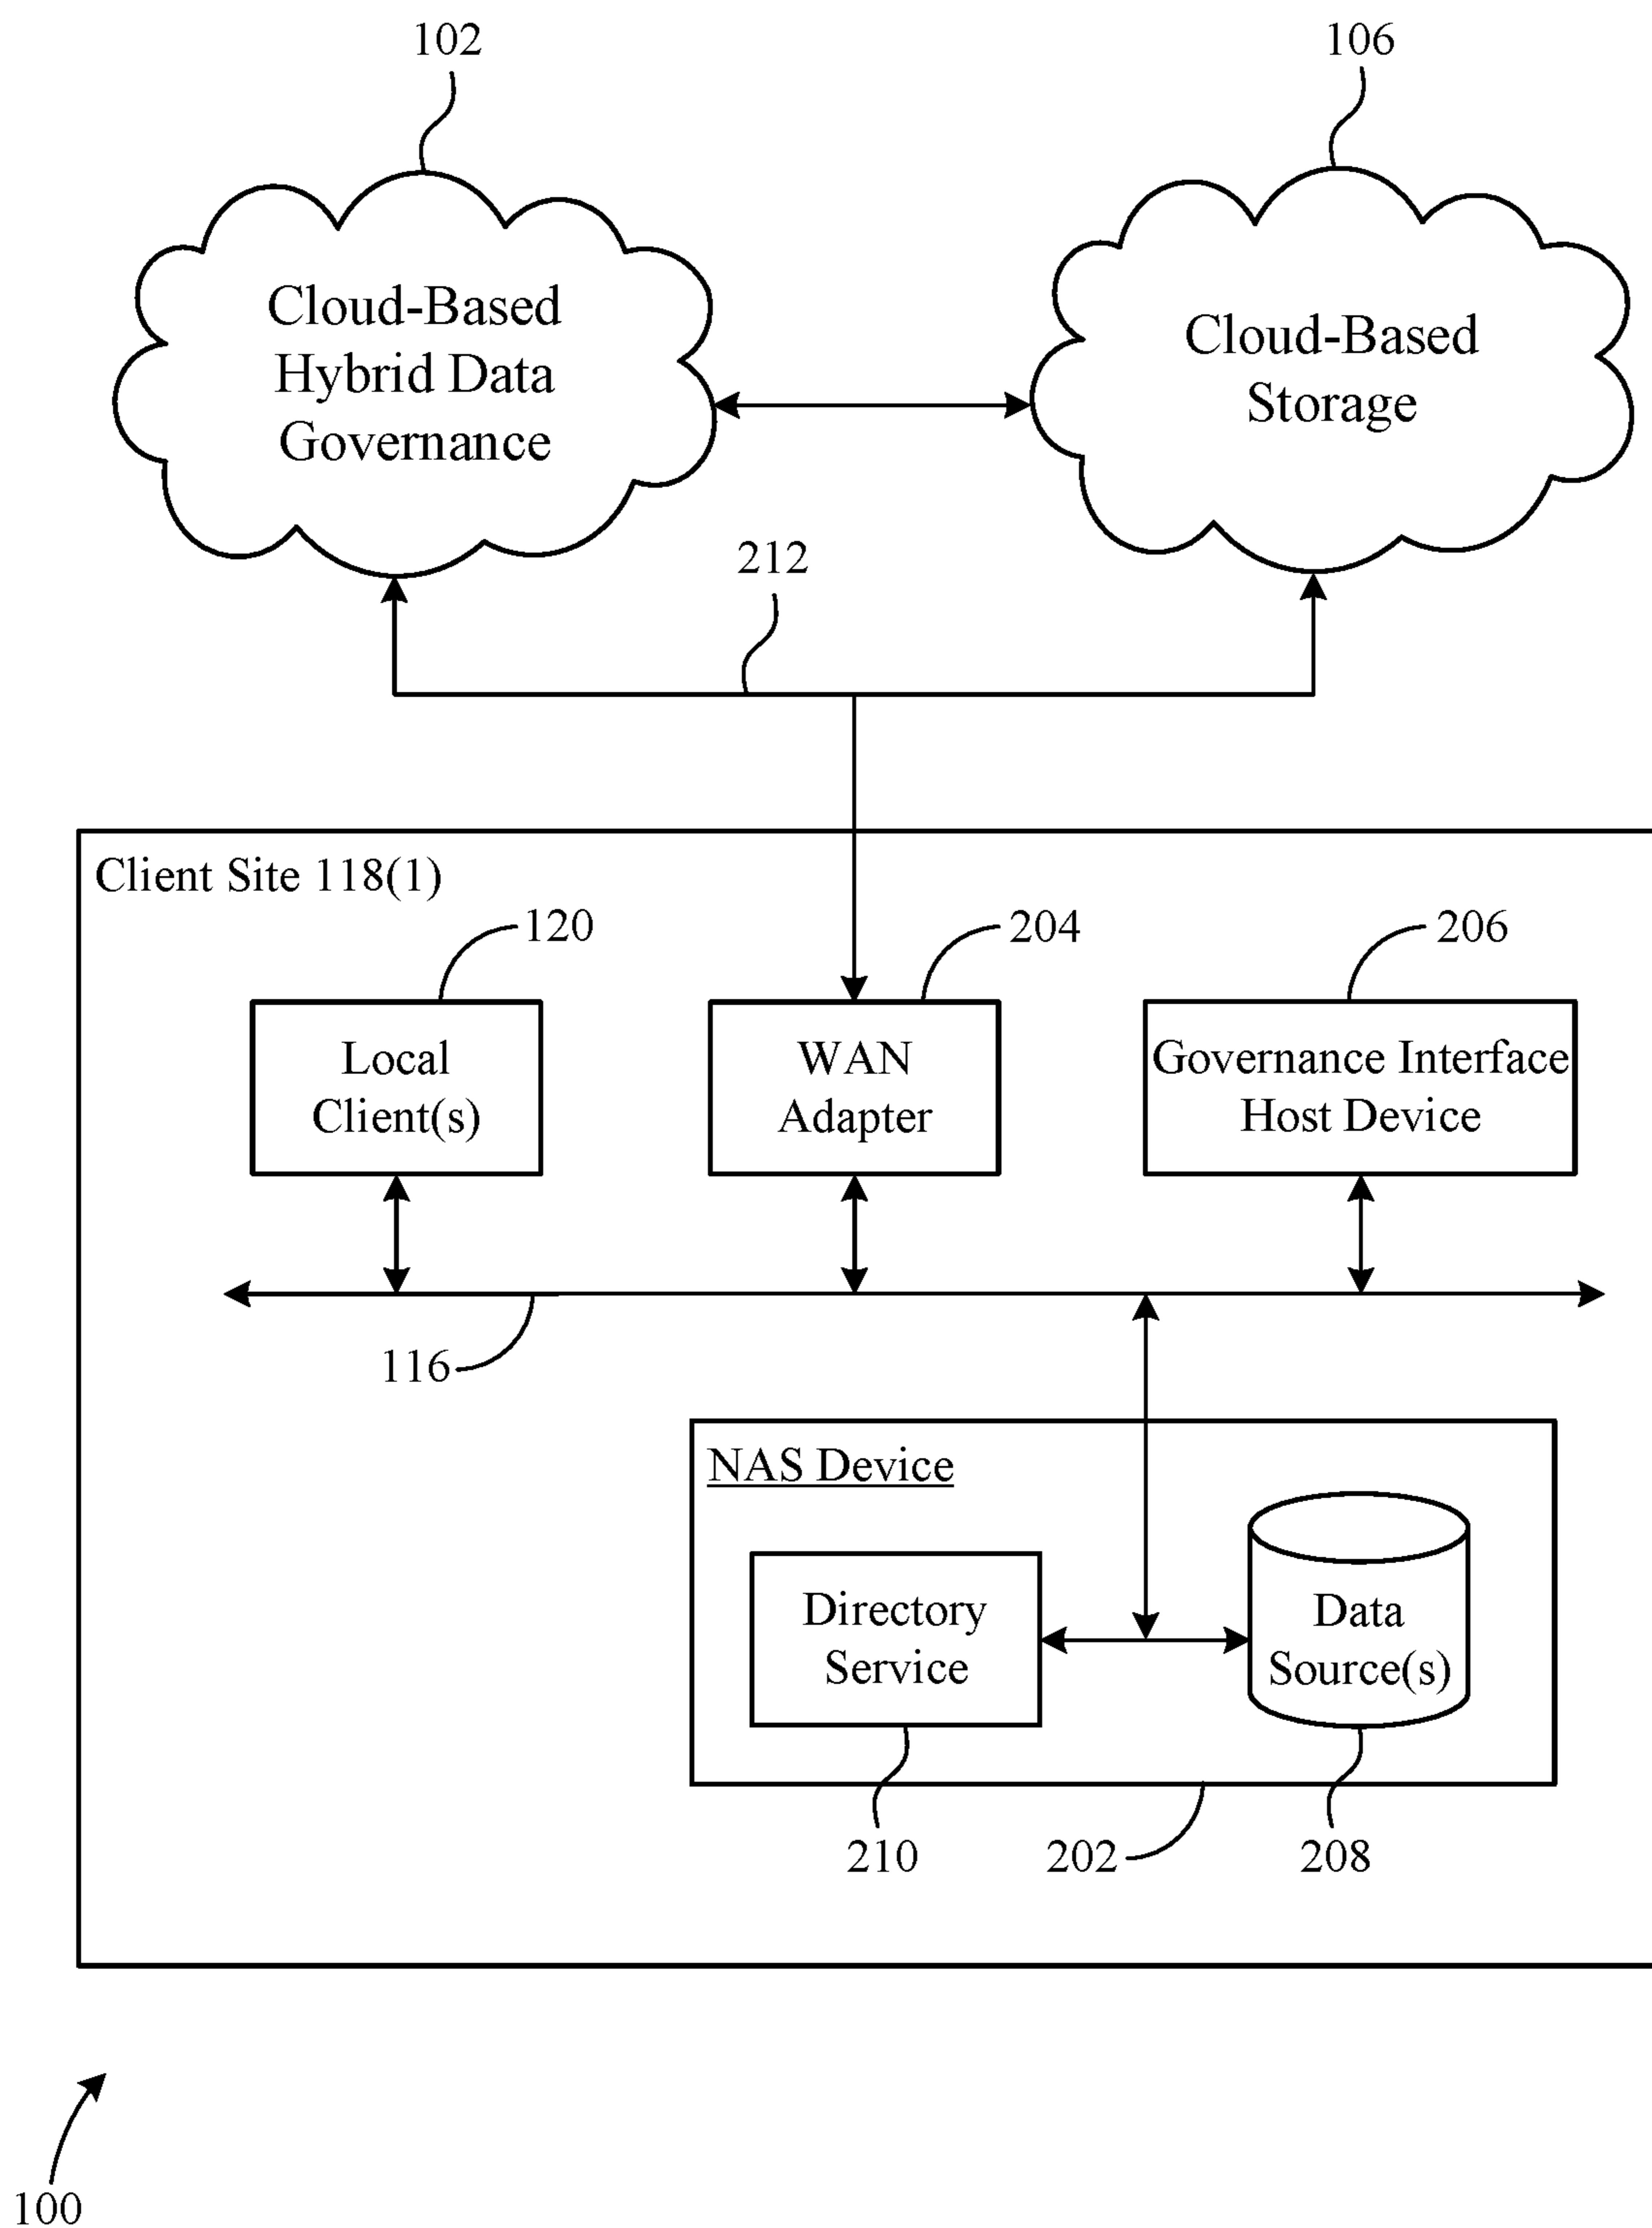 102
106
Cloud-Based
Hybrid Data
Governance
Cloud-Based
Storage
212
Client Site 118(1)
120
204
206
Local
Client(s)
WAN
Adapter
Governance Interface
Host Device
116
NAS Device
Directory
Service
Data
Source(s)
210
202
208
100